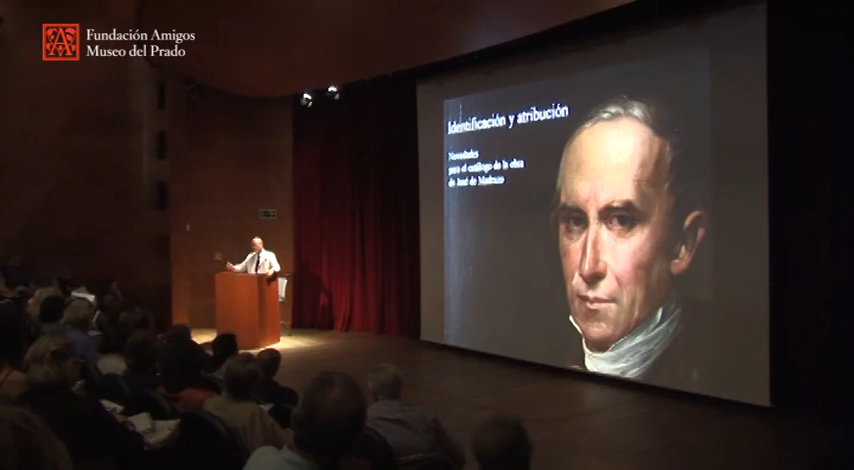 Fundación Amigos
Museo del Prado
Identificación y atribución
Novedades
para el catálogo de la obra
de José de Madrazo